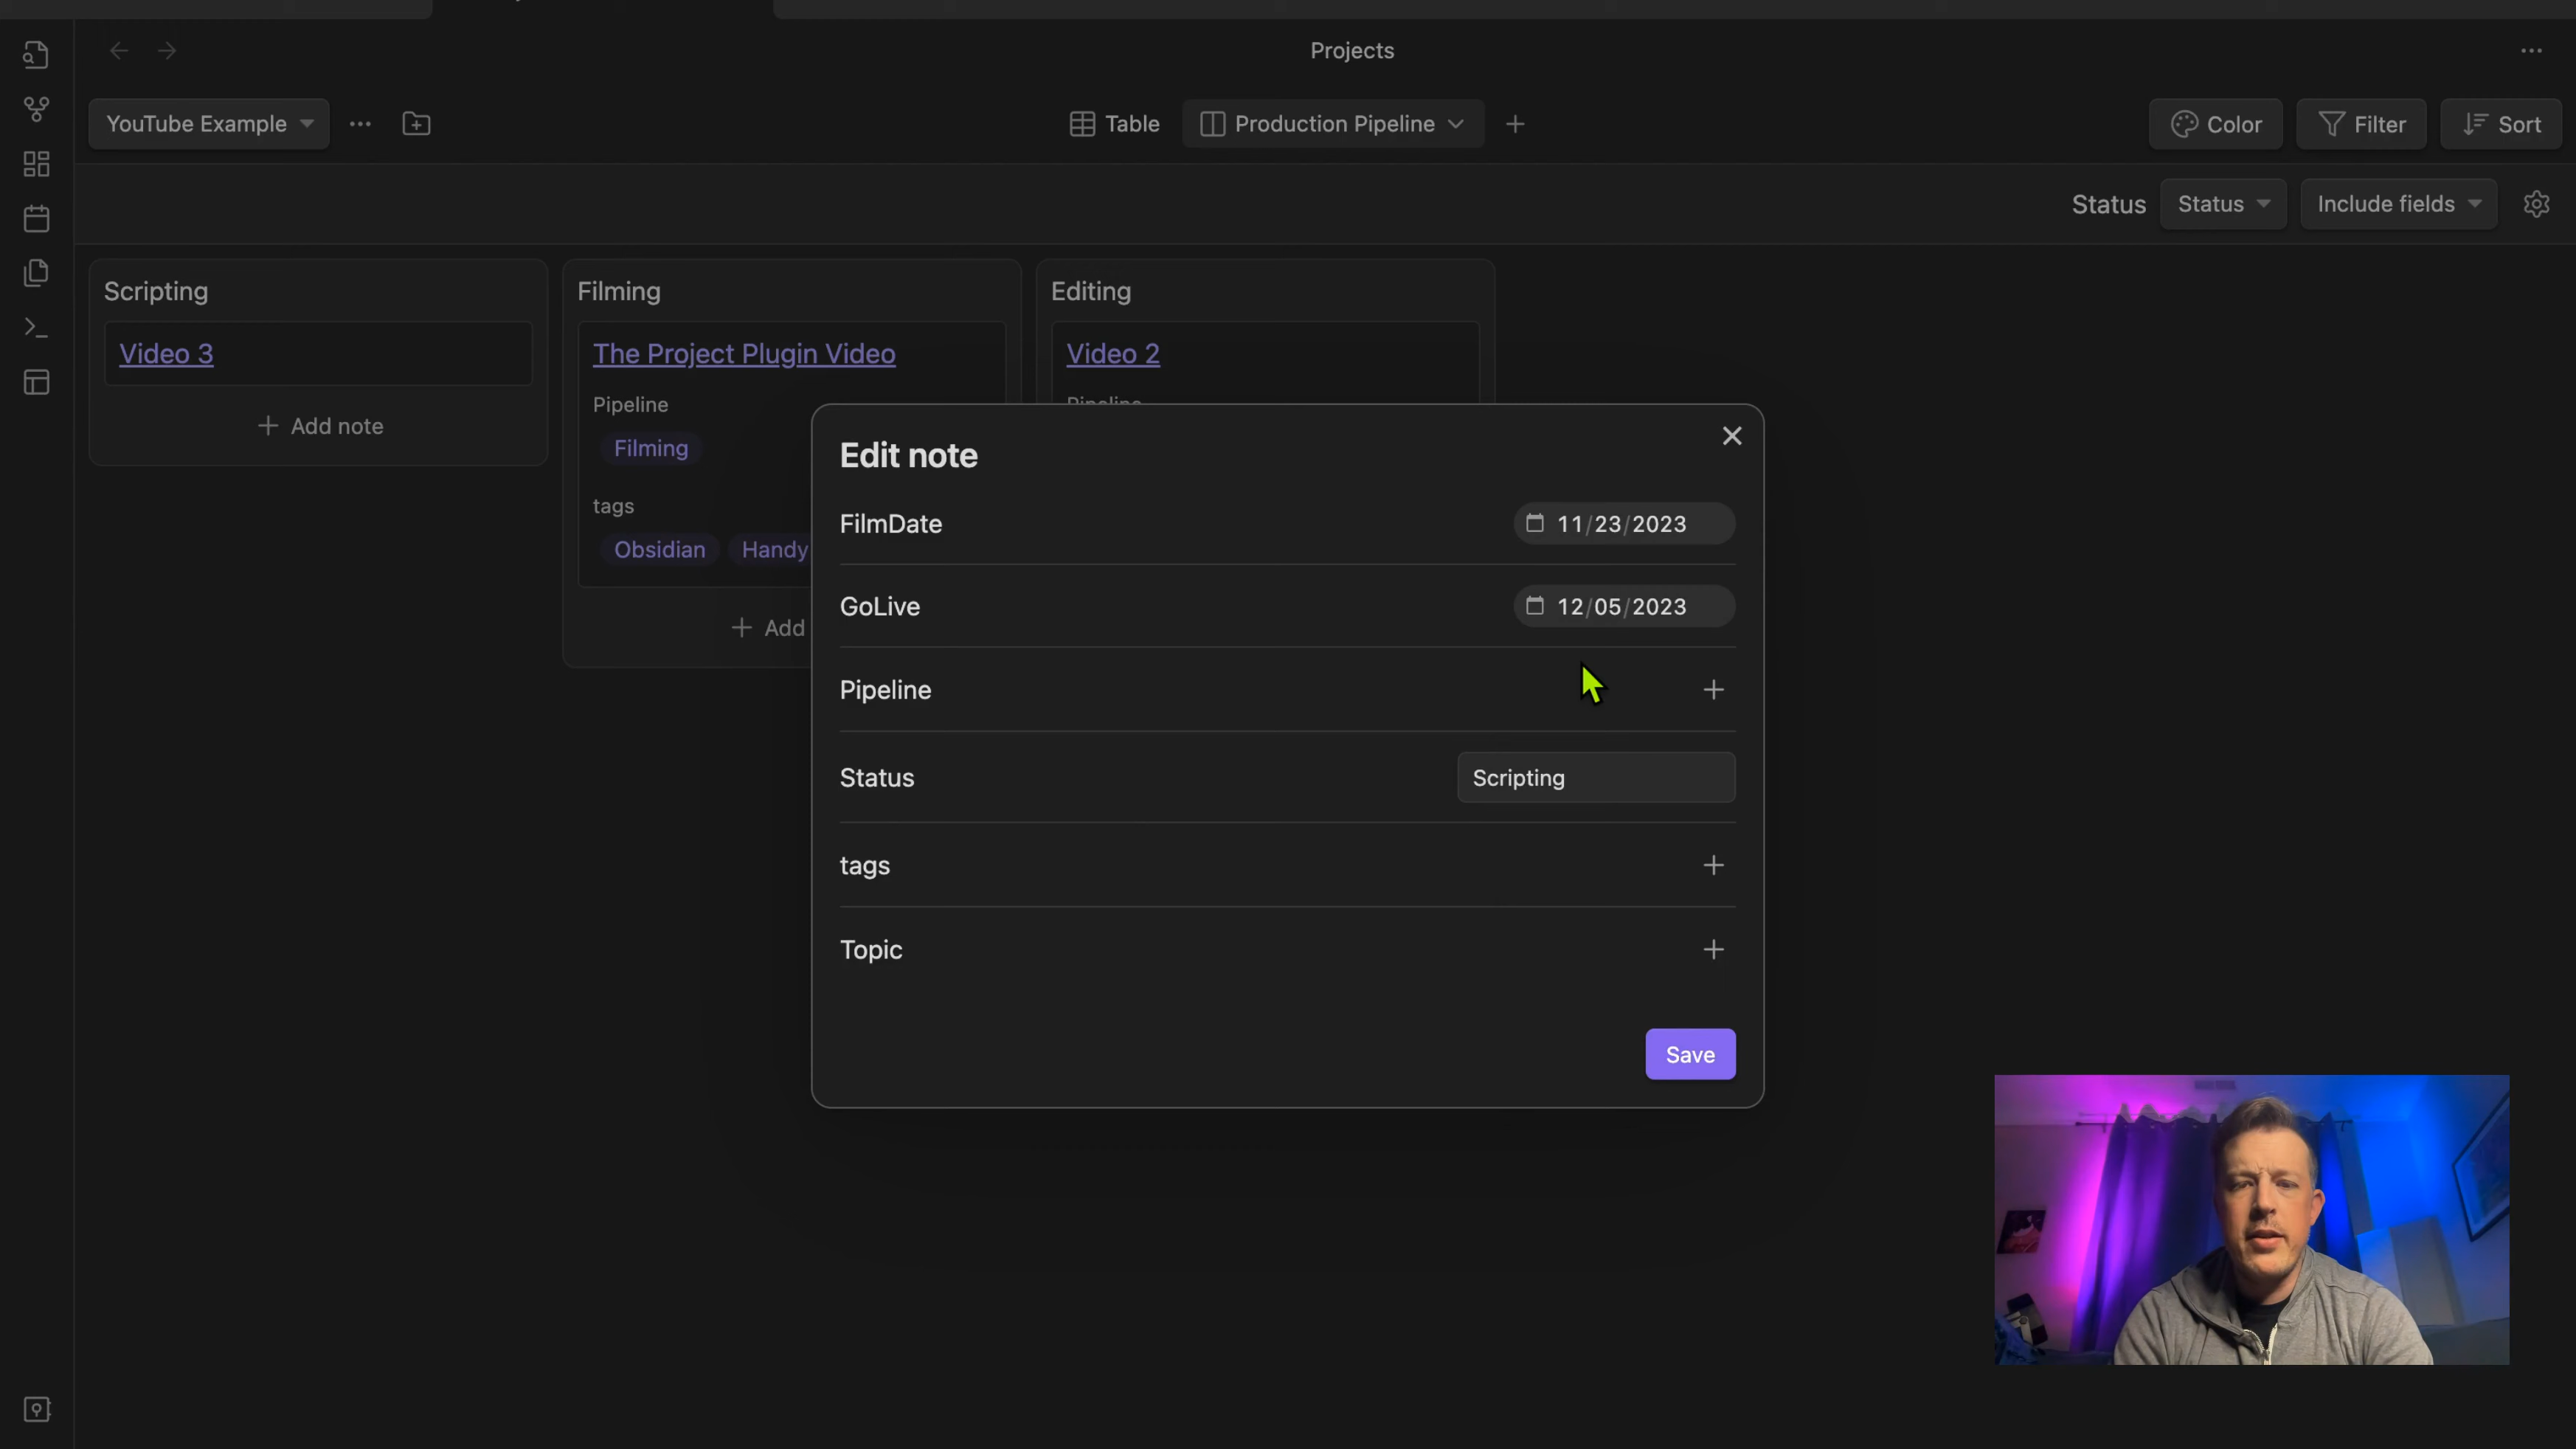 Projects
YouTube Example
Table
Production Pipeline
Color
Filter
Sort
Status
Status
Include fields
Scripting
Video 3
Add note
Filming
The Project Plugin Video
Pipeline
Filming
tags
Obsidian
Handy
Add
Editing
Video 2
Pipeline
Edit note
FilmDate
11/23/2023
GoLive
12/05/2023
Pipeline
Status
Scripting
tags
Topic
Save